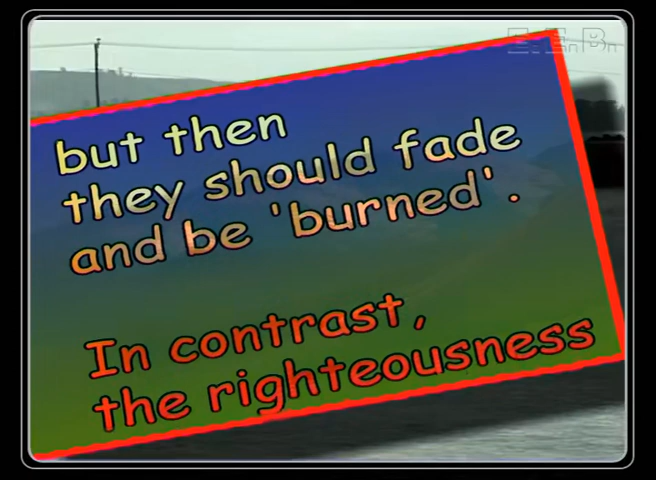 E.E.B.
but then
they should fade
and be 'burned'.
In contrast,
the righteousness